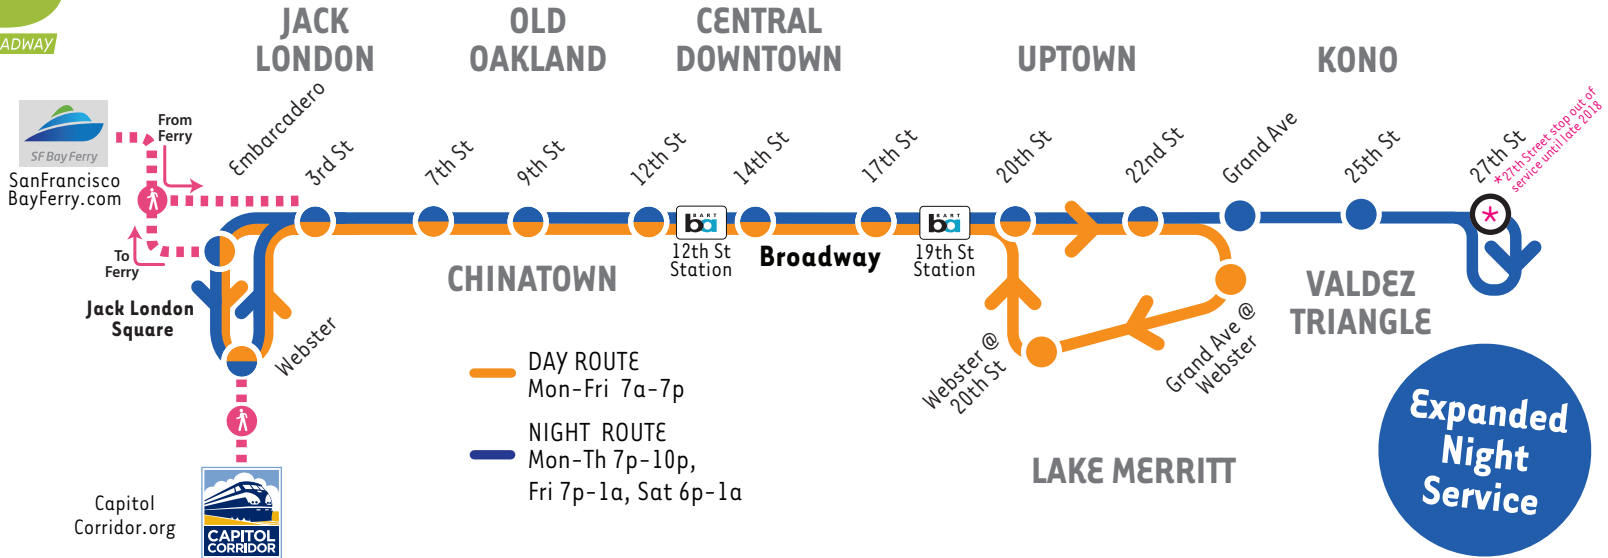 ADWAY
JACK
LONDON
OLD
OAKLAND
CENTRAL
DOWNTOWN
UPTOWN
KONO
SF Bay Ferry
SanFrancisco
BayFerry.com
From
Ferry
To
Ferry
Embarcadero
3rd St
7th St
9th St
12th St
14th St
17th St
20th St
22nd St
Grand Ave
25th St
27th St
*27th Street stop out of
service until late 2018
*
BART
ba
12th St
Station
Broadway
BART
ba
19th St
Station
CHINATOWN
Jack London
Square
Webster
Webster @
20th St
Grand Ave @
Webster
VALDEZ
TRIANGLE
LAKE MERRITT
DAY ROUTE
Mon-Fri 7a-7p
NIGHT ROUTE
Mon-Th 7p-10p,
Fri 7p-1a, Sat 6p-1a
Capitol
Corridor.org
CAPITOL
CORRIDOR
Expanded
Night
Service